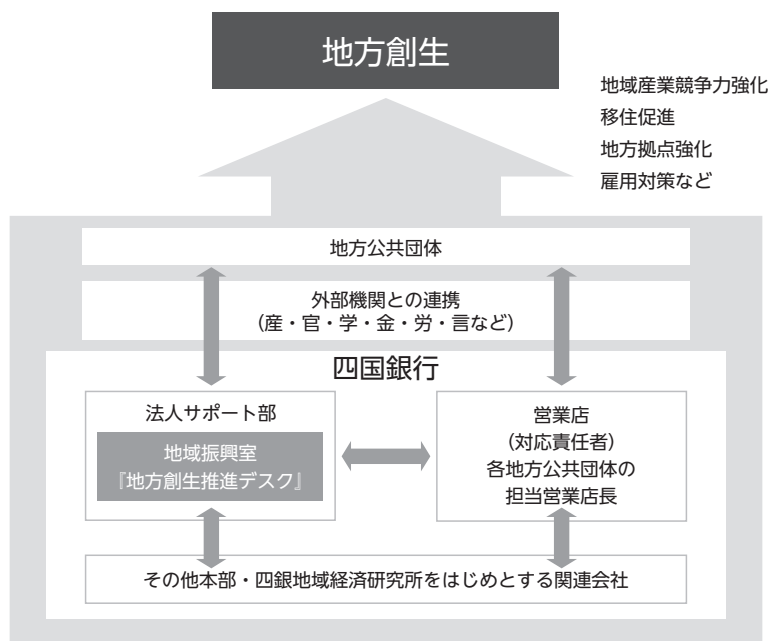 地方創生
地域産業競争力強化
移住促進
地方拠点強化
雇用対策など
地方公共団体
外部機関との連携
（産・官・学・金・労・言など）
四国銀行
法人サポート部
地域振興室
『地方創生推進デスク』
営業店
（対応責任者）
各地方公共団体の
担当営業店長
その他本部・四銀地域経済研究所をはじめとする関連会社